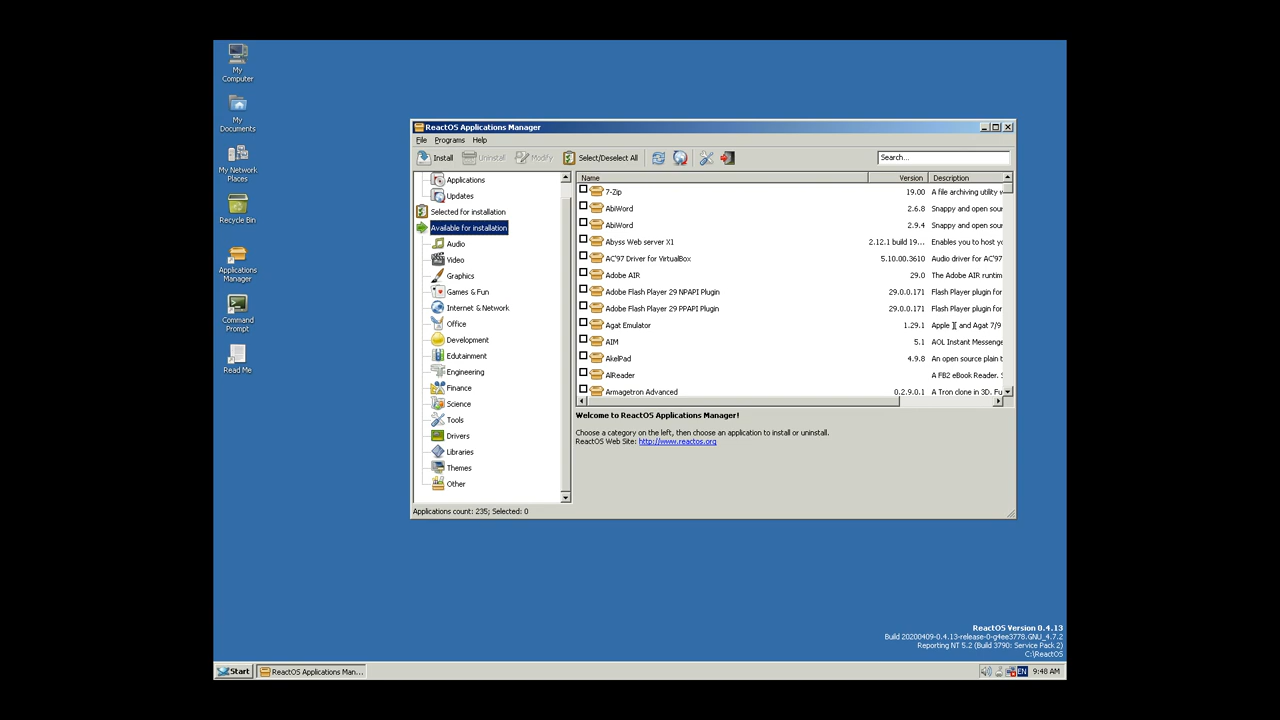 My Computer
My Documents
My Network Places
Recycle Bin
Applications Manager
Command Prompt
Read Me
ReactOS Applications Manager
File Programs Help
Install Uninstall Modify Select/Deselect All Search...
Applications
Updates
Selected for installation
Available for installation
Audio
Video
Graphics
Games & Fun
Internet & Network
Office
Development
Edutainment
Engineering
Finance
Science
Tools
Drivers
Libraries
Themes
Other
Name Version Description
7-Zip 19.00 A file archiving utility w
AbiWord 2.6.8 Snappy and open sour
AbiWord 2.9.4 Snappy and open sour
Abyss Web server X1 2.12.1 build 19... Enables you to host yo
AC'97 Driver for VirtualBox 5.10.00.3610 Audio driver for AC'97
Adobe AIR 29.0 The Adobe AIR runtim
Adobe Flash Player 29 NPAPI Plugin 29.0.0.171 Flash Player plugin for
Adobe Flash Player 29 PPAPI Plugin 29.0.0.171 Flash Player plugin for
Agat Emulator 1.29.1 Apple ][ and Agat 7/9
AIM 5.1 AOL Instant Messenge
AkelPad 4.9.8 An open source plain t
AlReader A FB2 eBook Reader. S
Armagetron Advanced 0.2.9.0.1 A Tron clone in 3D. Fu
Welcome to ReactOS Applications Manager!
Choose a category on the left, then choose an application to install or uninstall.
ReactOS Web Site: http://www.reactos.org
Applications count: 235; Selected: 0
ReactOS Version 0.4.13
Build 20200409-0.4.13-release-0-g4ee3778.GNU_4.7.2
Reporting NT 5.2 (Build 3790: Service Pack 2)
C:\ReactOS
Start ReactOS Applications Man... EN 9:48 AM